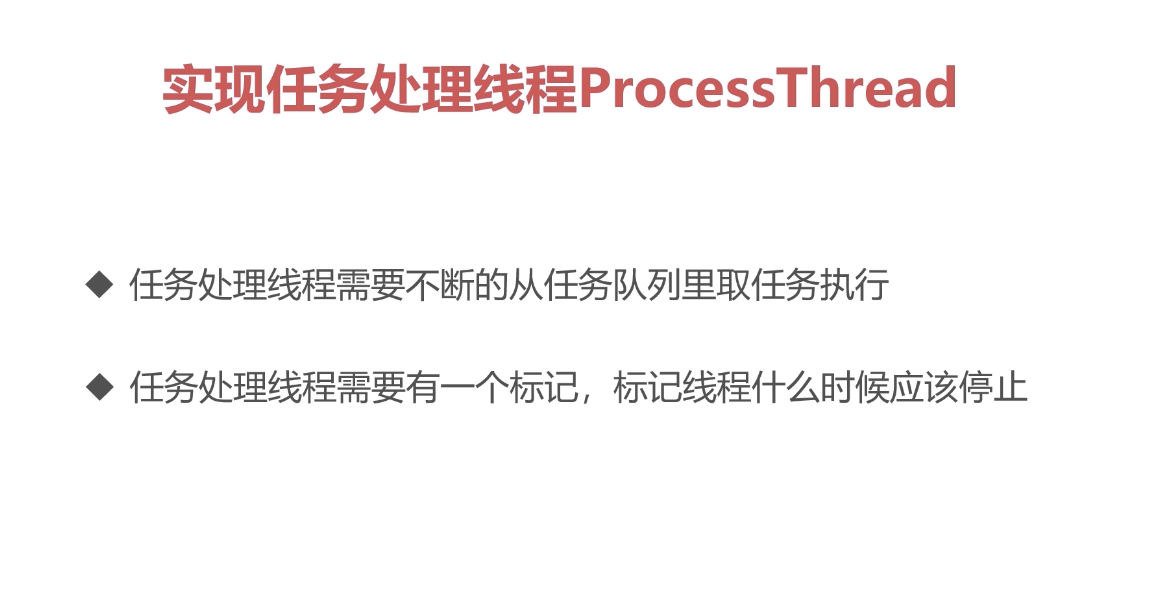 实现任务处理线程ProcessThread
◆ 任务处理线程需要不断的从任务队列里取任务执行
◆ 任务处理线程需要有一个标记，标记线程什么时候应该停止